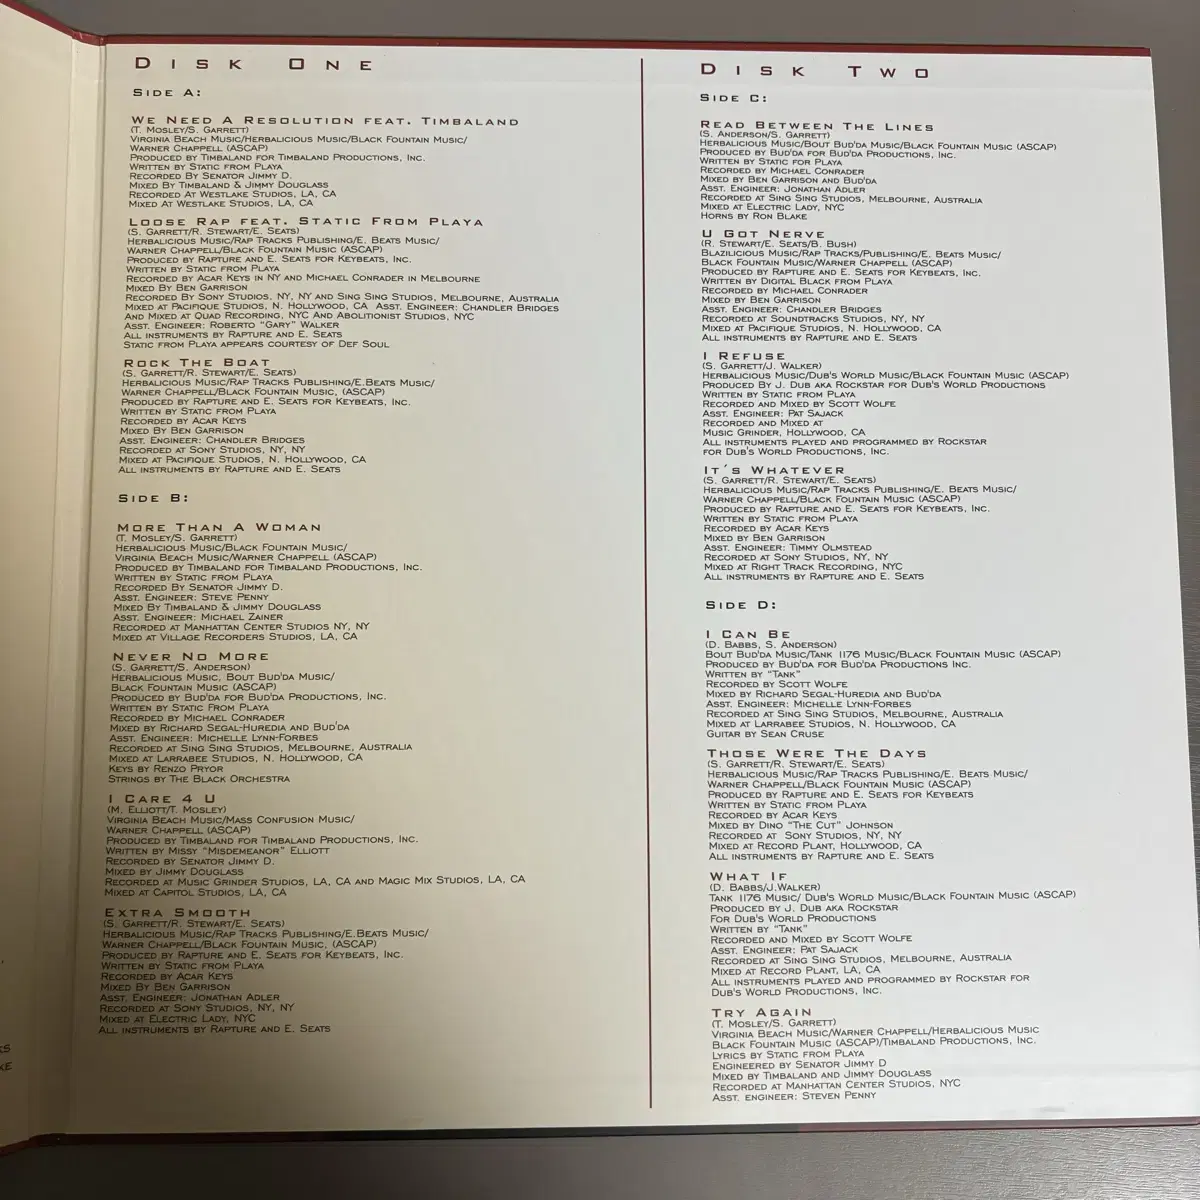 Disk One
Side A:
We Need A Resolution feat. Timbaland
(T. Mosley/S. Garrett)
Virginia Beach Music/Herbalicious Music/Black Fountain Music/
Warner Chappell (ASCAP)
Produced by Timbaland for Timbaland Productions, Inc.
Written by Static from Playa
Recorded By Senator Jimmy D.
Mixed By Timbaland & Jimmy Douglass
Recorded At Westlake Studios, LA, CA
Mixed At Westlake Studios, LA, CA
Loose Rap feat. Static From Playa
(S. Garrett/R. Stewart/E. Seats)
Herbalicious Music/Rap Tracks Publishing/E. Beats Music/
Warner Chappell/Black Fountain Music (ASCAP)
Produced by Rapture and E. Seats for Keybeats, Inc.
Written by Static from Playa
Recorded by Acar Keys in NY and Michael Conrader in Melbourne
Mixed By Ben Garrison
Recorded By Sony Studios, NY, NY and Sing Sing Studios, Melbourne, Australia
Mixed at Pacifique Studios, N. Hollywood, CA Asst. Engineer: Chandler Bridges
And Mixed at Quad Recording, NYC And Abolitionist Studios, NYC
Asst. Engineer: Roberto "Gary" Walker
All instruments by Rapture and E. Seats
Static from Playa appears courtesy of Def Soul
Rock The Boat
(S. Garrett/R. Stewart/E. Seats)
Herbalicious Music/Rap Tracks Publishing/E.Beats Music/
Warner Chappell/Black Fountain Music, (ASCAP)
Produced by Rapture and E. Seats for Keybeats, Inc.
Written by Static from Playa
Recorded by Acar Keys
Mixed By Ben Garrison
Asst. Engineer: Chandler Bridges
Recorded at Sony Studios, NY, NY
Mixed at Pacifique Studios, N. Hollywood, CA
All instruments by Rapture and E. Seats
Side B:
More Than A Woman
(T. Mosley/S. Garrett)
Herbalicious Music/Black Fountain Music/
Virginia Beach Music/Warner Chappell (ASCAP)
Produced by Timbaland for Timbaland Productions, Inc.
Written by Static from Playa
Recorded By Senator Jimmy D.
Asst. Engineer: Steve Penny
Mixed by Timbaland & Jimmy Douglass
Asst. Engineer: Michael Zainer
Recorded at Manhattan Center Studios NY, NY
Mixed at Village Recorders Studios, LA, CA
Never No More
(S. Garrett/S. Anderson)
Herbalicious Music, Bout Bud'da Music/
Black Fountain Music (ASCAP)
Produced by Bud'da for Bud'da Productions, Inc.
Written by Static From Playa
Recorded by Michael Conrader
Mixed by Richard Segal-Huredia and Bud'da
Asst. Engineer: Michelle Lynn-Forbes
Recorded at Sing Sing Studios, Melbourne, Australia
Mixed at Larrabee Studios, N. Hollywood, CA
Keys by Renzo Pryor
Strings by The Black Orchestra
I Care 4 U
(M. Elliott/T. Mosley)
Virginia Beach Music/Mass Confusion Music/
Warner Chappell (ASCAP)
Produced by Timbaland for Timbaland Productions, Inc.
Written by Missy "Misdemeanor" Elliott
Recorded by Senator Jimmy D.
Mixed by Jimmy Douglass
Recorded at Music Grinder Studios, LA, CA and Magic Mix Studios, LA, CA
Mixed at Capitol Studios, LA, CA
Extra Smooth
(S. Garrett/R. Stewart/E. Seats)
Herbalicious Music/Rap Tracks Publishing/E.Beats Music/
Warner Chappell/Black Fountain Music, (ASCAP)
Produced by Rapture and E. Seats for Keybeats, Inc.
Written by Static from Playa
Recorded by Acar Keys
Mixed By Ben Garrison
Asst. Engineer: Jonathan Adler
Recorded at Sony Studios, NY, NY
Mixed at Electric Lady, NYC
All instruments by Rapture and E. Seats
Disk Two
Side C:
Read Between The Lines
(S. Anderson/S. Garrett)
Herbalicious Music/Bout Bud'da Music/Black Fountain Music (ASCAP)
Produced by Bud'da for Bud'da Productions, Inc.
Written by Static for Playa
Recorded by Michael Conrader
Mixed by Ben Garrison and Bud'da
Asst. Engineer: Jonathan Adler
Recorded at Sing Sing Studios, Melbourne, Australia
Mixed at Electric Lady, NYC
Horns by Ron Blake
U Got Nerve
(R. Stewart/E. Seats/B. Bush)
Blazilicious Music/Rap Tracks/Publishing/E. Beats Music/
Black Fountain Music/Warner Chappell (ASCAP)
Produced by Rapture and E. Seats for Keybeats, Inc.
Written by Digital Black from Playa
Recorded by Michael Conrader
Mixed by Ben Garrison
Asst. Engineer: Chandler Bridges
Recorded at Soundtracks Studios, NY, NY
Mixed at Pacifique Studios, N. Hollywood, CA
All instruments by Rapture and E. Seats
I Refuse
(S. Garrett/J. Walker)
Herbalicious Music/Dub's World Music/Black Fountain Music (ASCAP)
Produced By J. Dub aka Rockstar for Dub's World Productions
Written by Static from Playa
Recorded and Mixed by Scott Wolfe
Asst. Engineer: Pat Sajack
Recorded and Mixed at
Music Grinder, Hollywood, CA
All instruments played and programmed by Rockstar
for Dub's World Productions, Inc.
It's Whatever
(S. Garrett/R. Stewart/E. Seats)
Herbalicious Music/Rap Tracks Publishing/E. Beats Music/
Warner Chappell/Black Fountain Music (ASCAP)
Produced by Rapture and E. Seats for Keybeats, Inc.
Written by Static from Playa
Recorded by Acar Keys
Mixed by Ben Garrison
Asst. Engineer: Timmy Olmstead
Recorded at Sony Studios, NY, NY
Mixed at Right Track Recording, NYC
All instruments by Rapture and E. Seats
Side D:
I Can Be
(D. Babbs, S. Anderson)
Bout Bud'da Music/Tank 1176 Music/Black Fountain Music (ASCAP)
Produced by Bud'da for Bud'da Productions Inc.
Written by "Tank"
Recorded by Scott Wolfe
Mixed by Richard Segal-Huredia and Bud'da
Asst. Engineer: Michelle Lynn-Forbes
Recorded at Sing Sing Studios, Melbourne, Australia
Mixed at Larrabee Studios, N. Hollywood, CA
Guitar by Sean Cruse
Those Were The Days
(S. Garrett/R. Stewart/E. Seats)
Herbalicious Music/Rap Tracks Publishing/E. Beats Music/
Warner Chappell/Black Fountain Music (ASCAP)
Produced by Rapture and E. Seats for Keybeats
Written by Static from Playa
Recorded by Acar Keys
Mixed by Dino "The Cut" Johnson
Recorded at Sony Studios, NY, NY
Mixed at Record Plant, Hollywood, CA
All instruments by Rapture and E. Seats
What If
(D. Babbs/J.Walker)
Tank 1176 Music/ Dub's World Music/Black Fountain Music (ASCAP)
Produced by J. Dub aka Rockstar
For Dub's World Productions
Written by "Tank"
Recorded and Mixed by Scott Wolfe
Asst. Engineer: Pat Sajack
Recorded at Sing Sing Studios, Melbourne, Australia
Mixed at Record Plant, LA, CA
All instruments played and programmed by Rockstar for
Dub's World Productions, Inc.
Try Again
(T. Mosley/S. Garrett)
Virginia Beach Music/Warner Chappell/Herbalicious Music
Black Fountain Music (ASCAP)/Timbaland Productions, Inc.
Lyrics by Static from Playa
Engineered by Senator Jimmy D
Mixed by Timbaland and Jimmy Douglass
Recorded at Manhattan Center Studios, NYC
Asst. engineer: Steven Penny